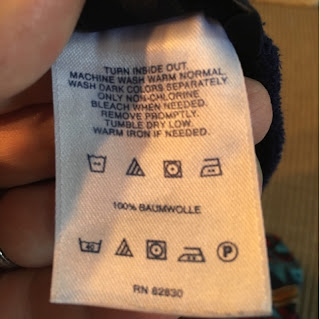 TURN INSIDE OUT.
MACHINE WASH WARM NORMAL.
WASH DARK COLORS SEPARATELY
ONLY NON-CHLORINE
BLEACH WHEN NEEDED.
REMOVE PROMPTLY.
TUMBLE DRY LOW.
WARM IRON IF NEEDED.
100% BAUMWOLLE
40 P
RN 82830